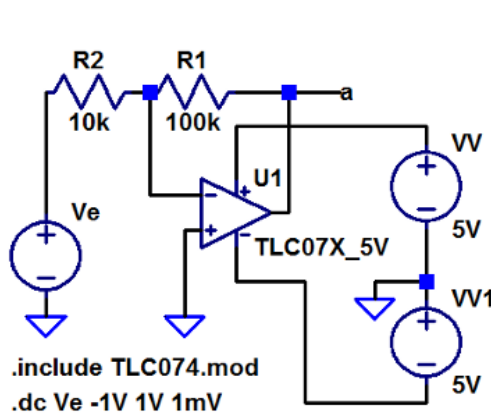 R2
R1
10k
100k
a
VV
U1
Ve
TLC07X_5V
5V
VV1
5V
.include TLC074.mod
.dc Ve -1V 1V 1mV